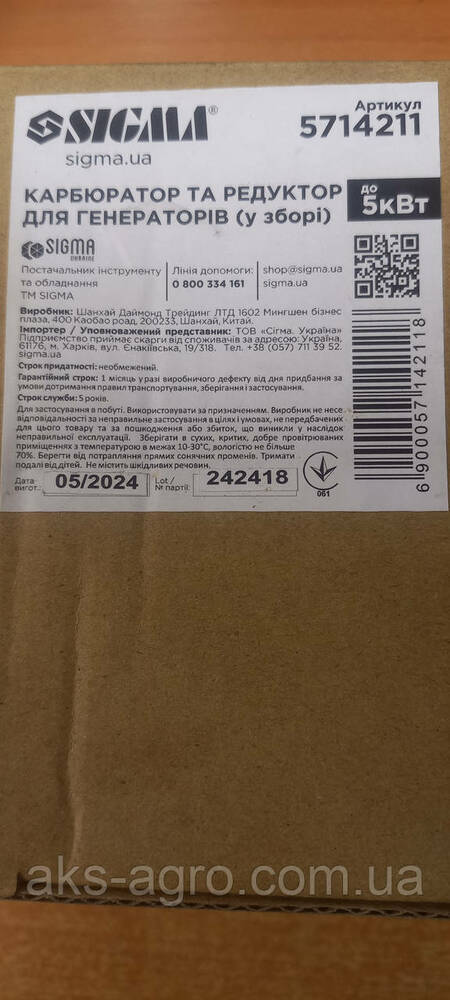 SIGMA®
sigma.ua
Артикул
5714211
КАРБЮРАТОР ТА РЕДУКТОР
ДЛЯ ГЕНЕРАТОРІВ (у зборі)
до
5кВт
SIGMA
UKRAINE
Постачальник інструменту
та обладнання
ТМ SIGMA
Лінія допомоги:
0 800 334 161
shop@sigma.ua
sigma.ua
Виробник: Шанхай Даймонд Трейдинг ЛТД 1602 Мингшен бізнес
плаза, 400 Каобао роад, 200233, Шанхай, Китай.
Імпортер / Уповноважений представник: ТОВ «Сігма. Україна»
Підприємство приймає скарги від споживачів за адресою: Україна,
61176, м. Харків, вул. Єнакіївська, 19/318. Тел. +38 (057) 711 39 52.
sigma.ua
Строк придатності: необмежений.
Гарантійний строк: 1 місяць у разі виробничого дефекту від дня придбання за
умови дотримання правил транспортування, зберігання і застосування.
Строк служби: 5 років.
Для застосування в побуті. Використовувати за призначенням. Виробник не несе
відповідальності за неправильне застосування в цілях і умовах, не передбачених
для цього товару та за пошкодження або збиток, що виникли у наслідок
неправильної експлуатації. Зберігати в сухих, критих, добре провітрюваних
приміщеннях з температурою в межах 10-30°С, вологістю не більше
70%. Берегти від потрапляння прямих сонячних променів. Тримати
подалі від дітей. Не містить шкідливих речовин.
Дата
вигот.:
05/2024
Lot /
№ партії:
242418
061
6 900057 142118
aks-agro.com.ua